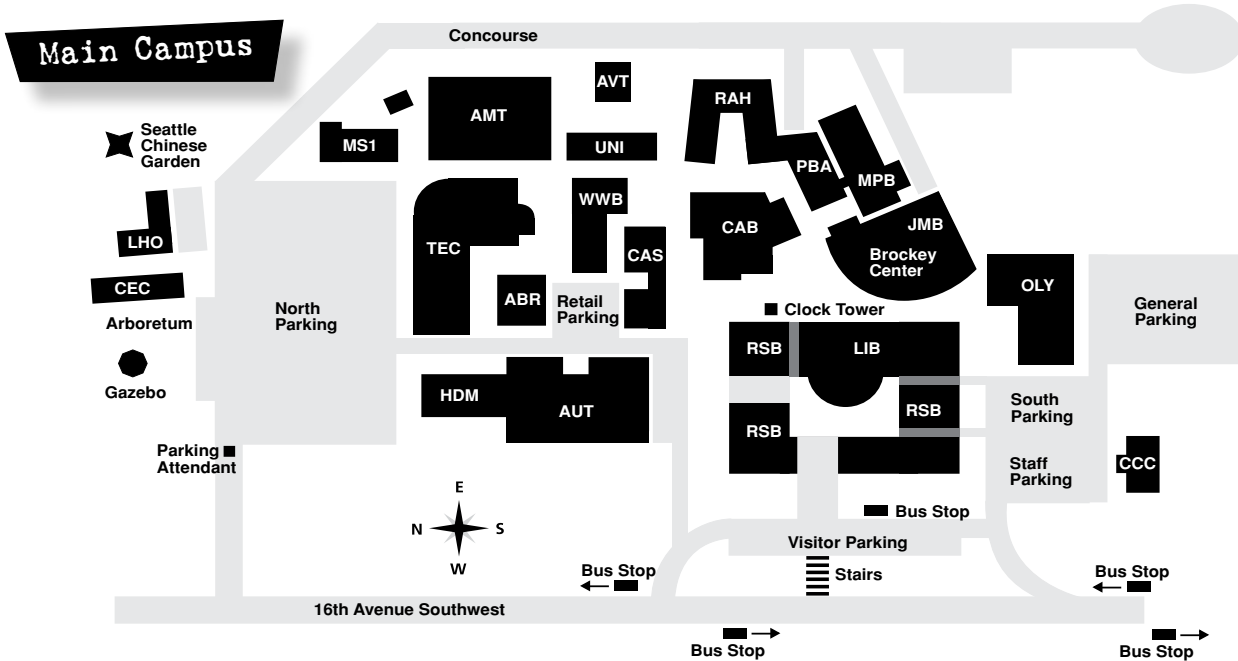 Main Campus
Concourse
AVT
RAH
AMT
Seattle
Chinese
Garden
MS1
UNI
PBA
MPB
WWB
LHO
TEC
CAS
CAB
JMB
Brockey
Center
CEC
ABR
Retail
Parking
OLY
Arboretum
North
Parking
Clock Tower
General
Parking
Gazebo
RSB
LIB
HDM
AUT
RSB
RSB
South
Parking
Parking
Attendant
Staff
Parking
CCC
E
N
S
W
Bus Stop
Visitor Parking
Bus Stop
Stairs
Bus Stop
16th Avenue Southwest
Bus Stop
Bus Stop